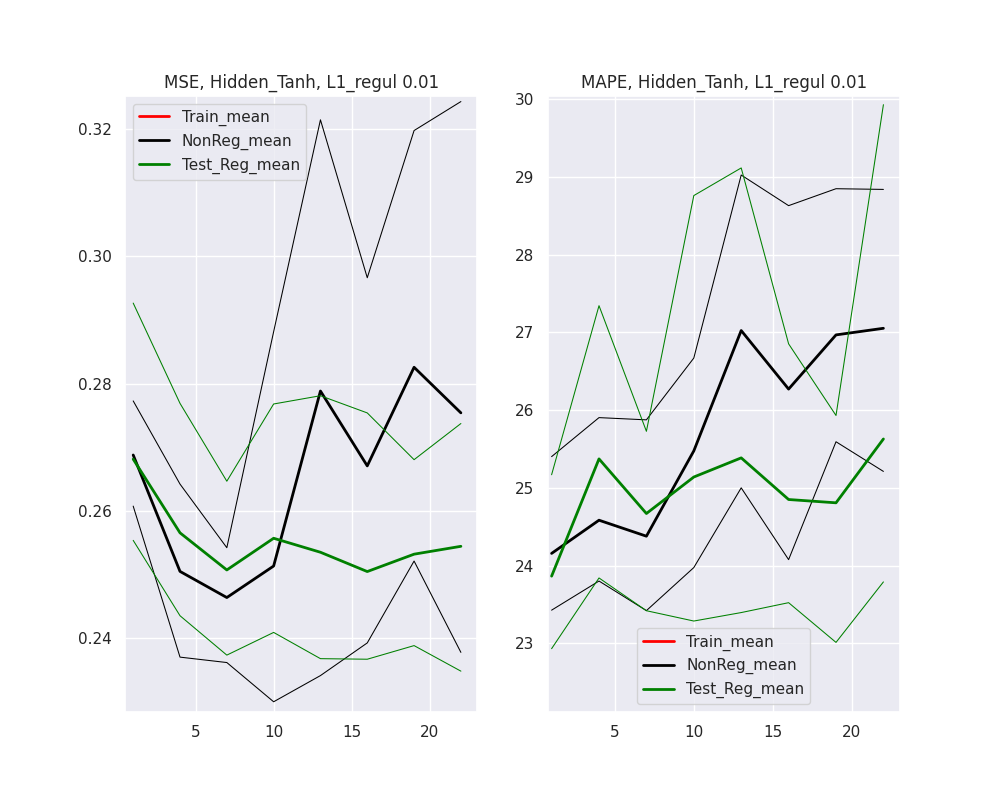 MSE, Hidden_Tanh, L1_regul 0.01
Train_mean
NonReg_mean
Test_Reg_mean
0.32
0.30
0.28
0.26
0.24
5 10 15 20
MAPE, Hidden_Tanh, L1_regul 0.01
30
29
28
27
26
25
24
23
Train_mean
NonReg_mean
Test_Reg_mean
5 10 15 20